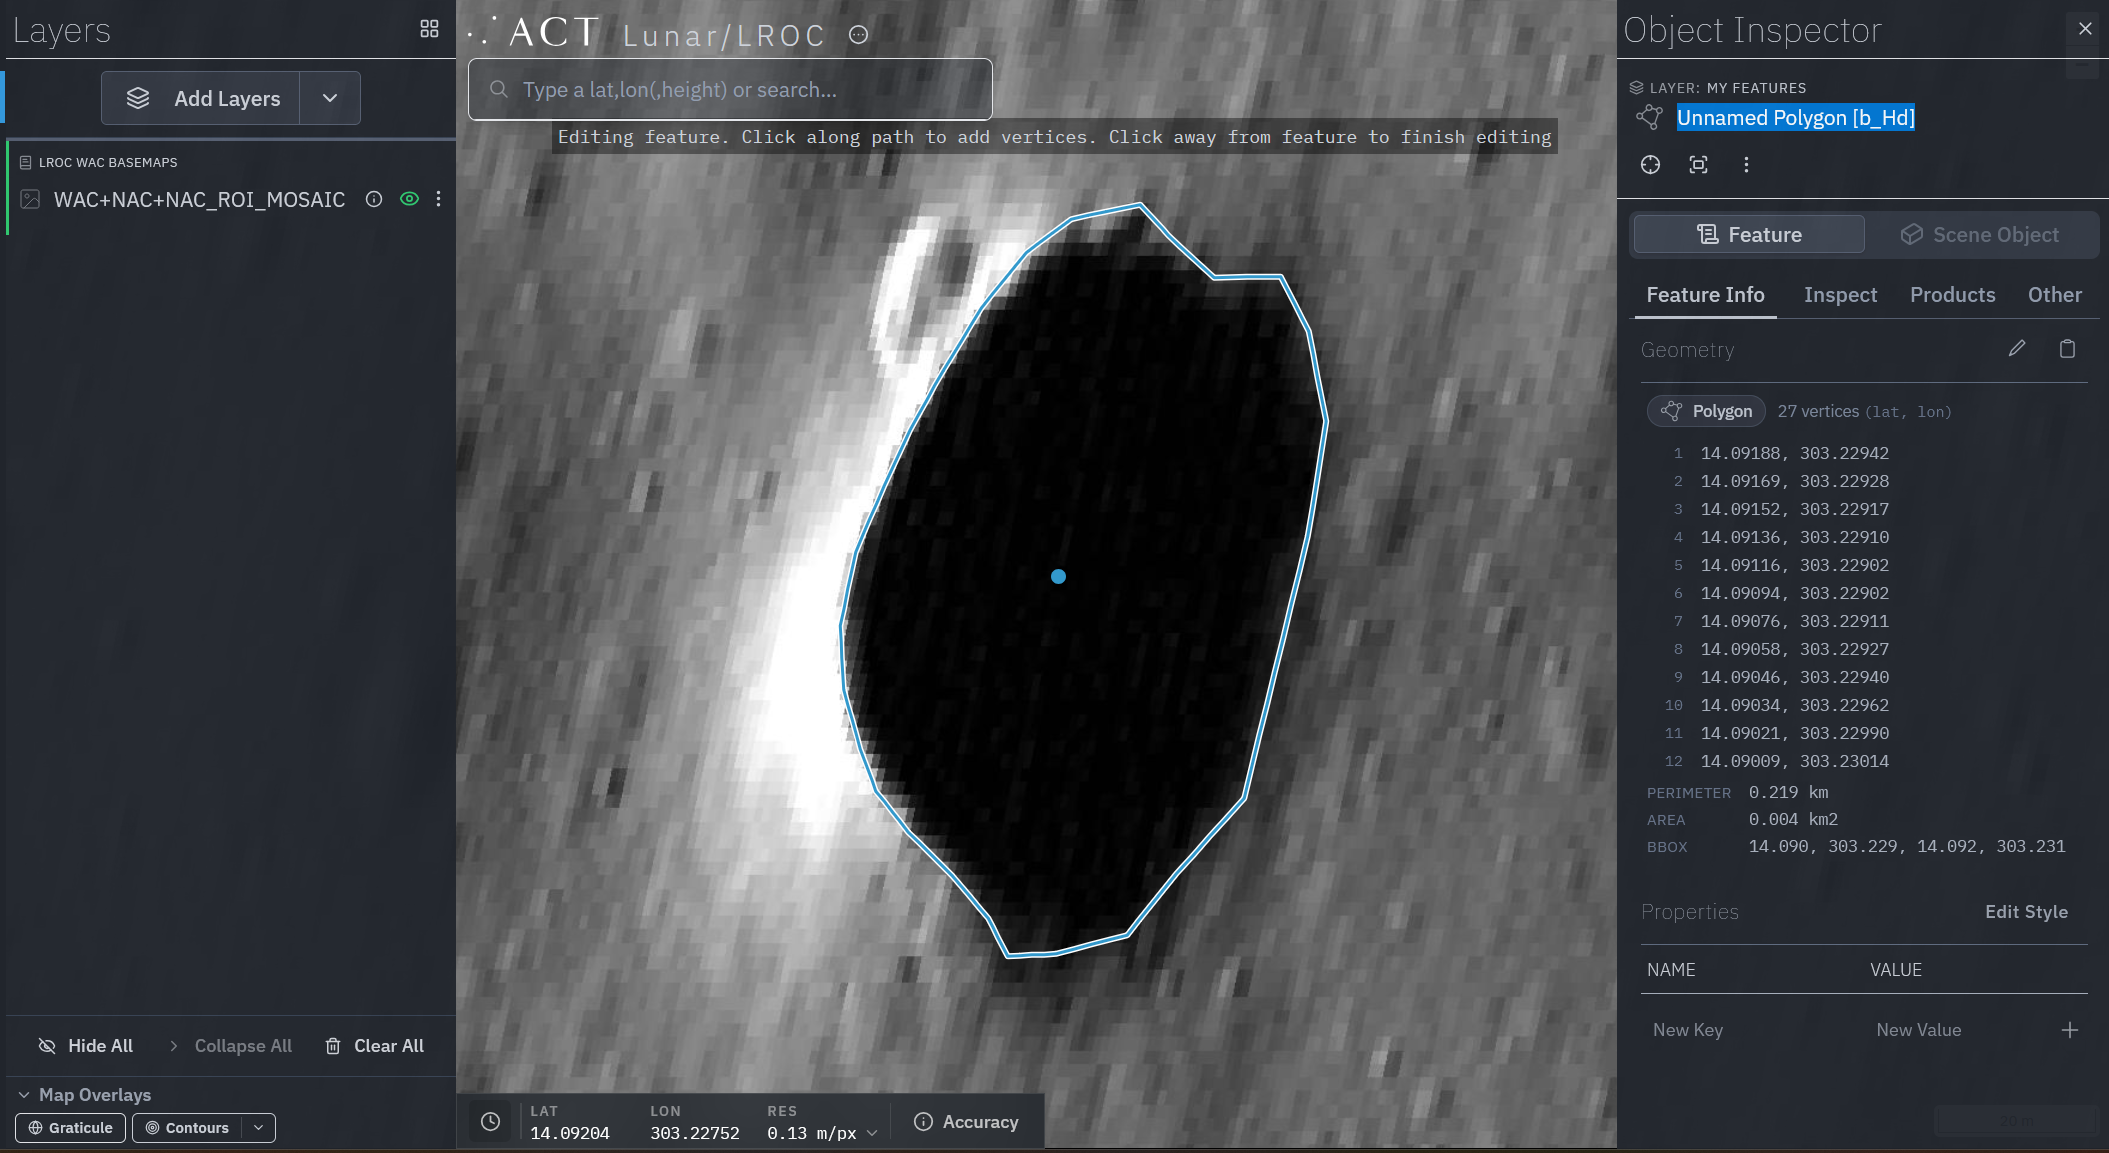 Layers
Add Layers
LROC WAC BASEMAPS
WAC+NAC+NAC_ROI_MOSAIC
Hide All
Collapse All
Clear All
Map Overlays
Graticule
Contours
ACT Lunar/LROC
Type a lat,lon(,height) or search...
Editing feature. Click along path to add vertices. Click away from feature to finish editing
LAT
14.09204
LON
303.22752
RES
0.13 m/px
Accuracy
Object Inspector
LAYER: MY FEATURES
Unnamed Polygon [b_Hd]
Feature
Scene Object
Feature Info
Inspect
Products
Other
Geometry
Polygon
27 vertices (lat, lon)
1 14.09188, 303.22942
2 14.09169, 303.22928
3 14.09152, 303.22917
4 14.09136, 303.22910
5 14.09116, 303.22902
6 14.09094, 303.22902
7 14.09076, 303.22911
8 14.09058, 303.22927
9 14.09046, 303.22940
10 14.09034, 303.22962
11 14.09021, 303.22990
12 14.09009, 303.23014
PERIMETER 0.219 km
AREA 0.004 km2
BBOX 14.090, 303.229, 14.092, 303.231
Properties
Edit Style
NAME VALUE
New Key New Value
20 m